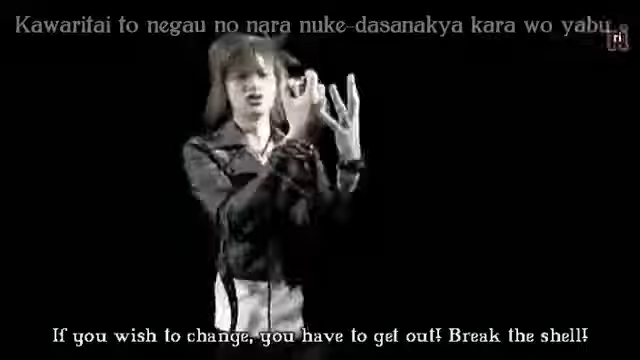 Kawaritai to negau no nara nuke-dasanakya kara wo yaburi
If you wish to change, you have to get out! Break the shell!